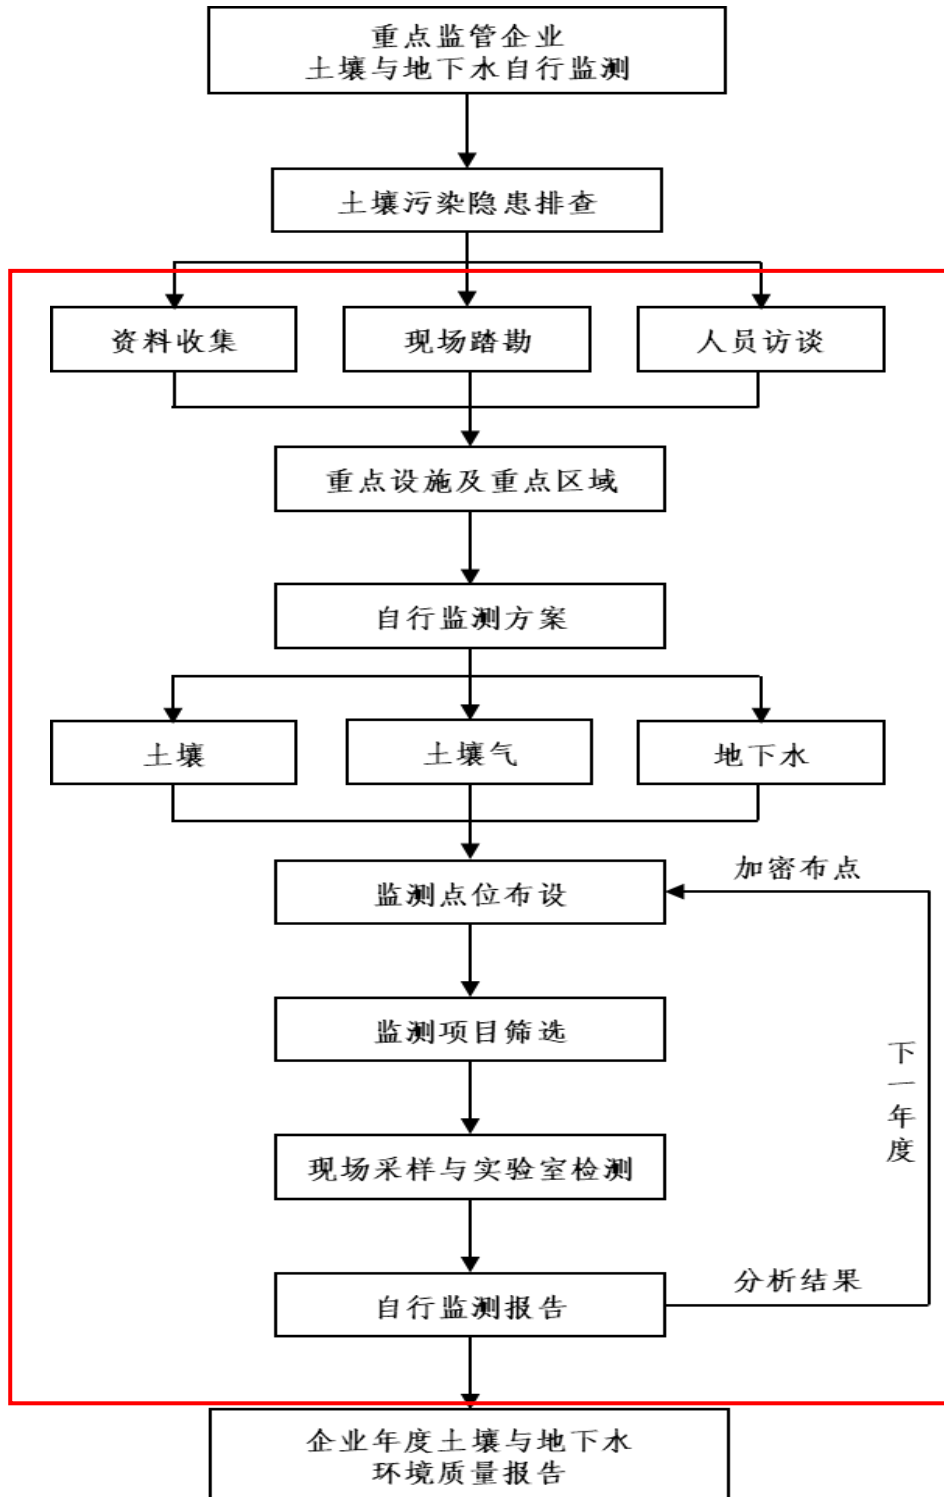 重点监管企业
土壤与地下水自行监测
土壤污染隐患排查
资料收集
现场踏勘
人员访谈
重点设施及重点区域
自行监测方案
土壤
土壤气
地下水
监测点位布设
加密布点
监测项目筛选
下一年度
现场采样与实验室检测
自行监测报告
分析结果
企业年度土壤与地下水
环境质量报告